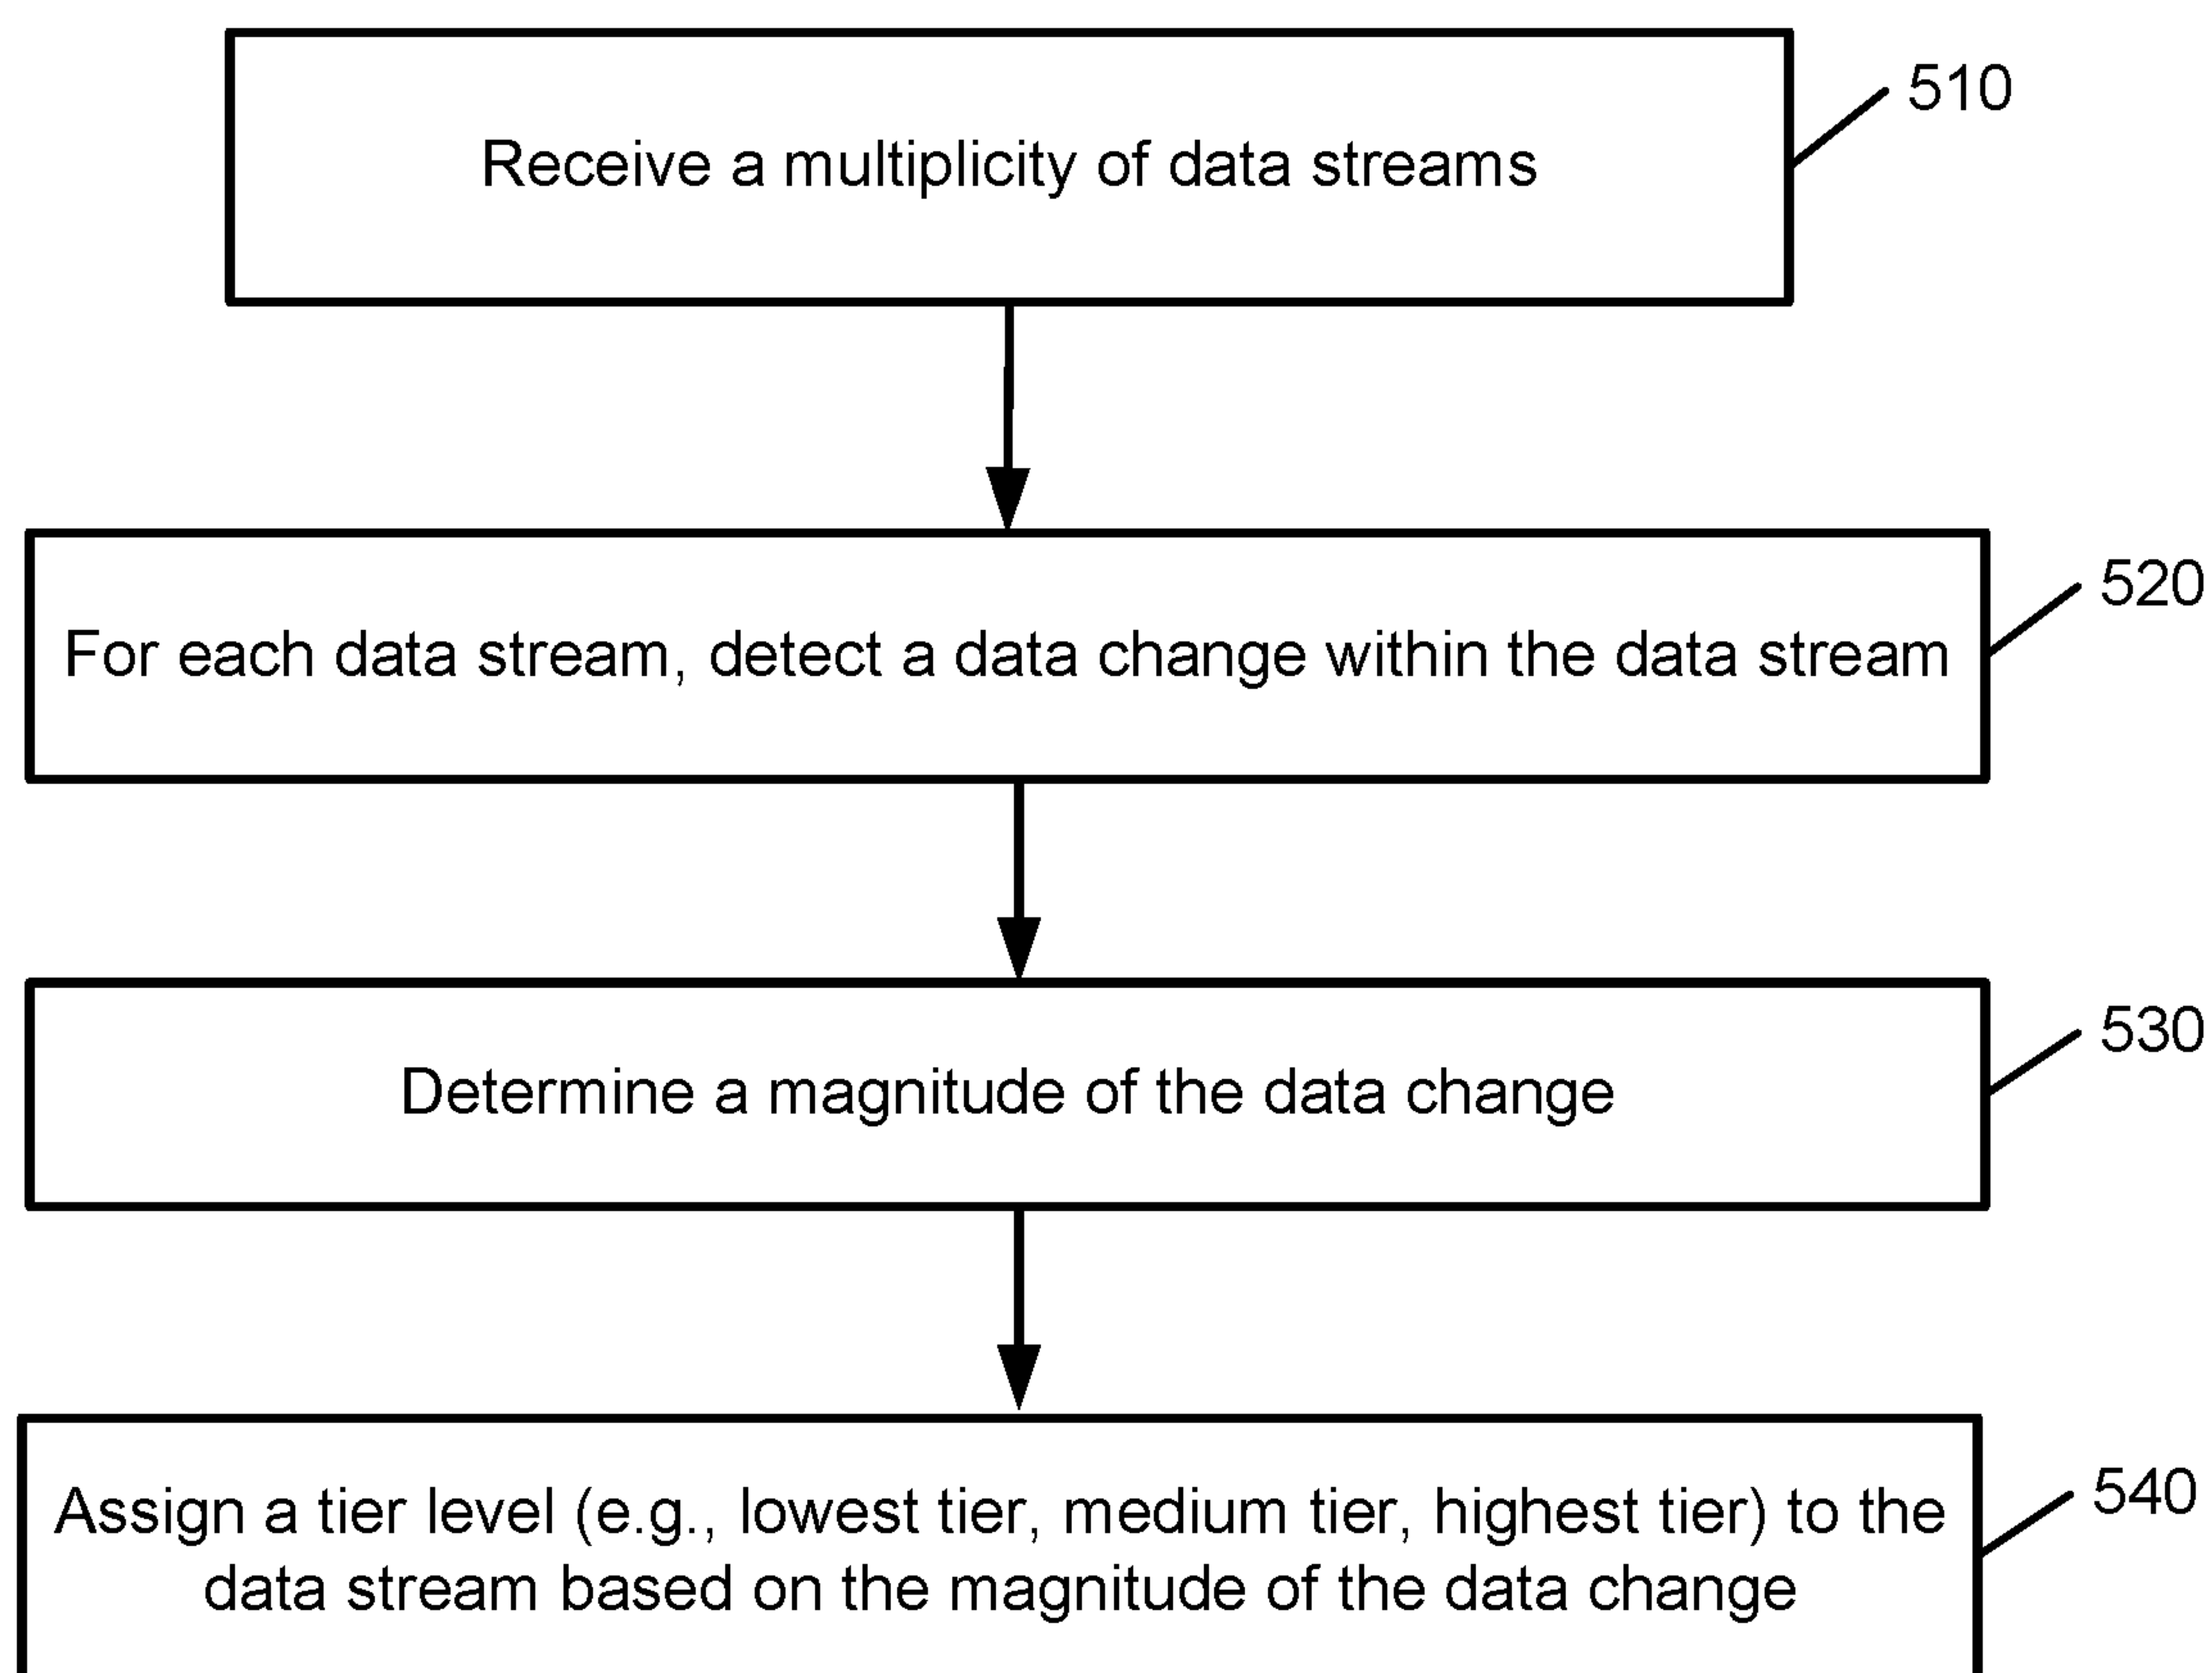 Receive a multiplicity of data streams
510
For each data stream, detect a data change within the data stream
520
Determine a magnitude of the data change
530
Assign a tier level (e.g., lowest tier, medium tier, highest tier) to the
data stream based on the magnitude of the data change
540